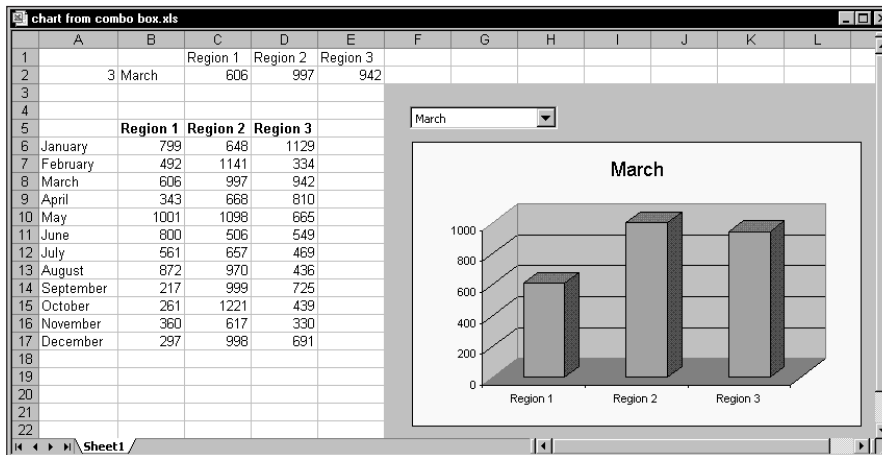 chart from combo box.xls
A B C D E F G H I J K L
1 Region 1 Region 2 Region 3
2 3 March 606 997 942
3
4
5 Region 1 Region 2 Region 3
6 January 799 648 1129
7 February 492 1141 334
8 March 606 997 942
9 April 343 668 810
10 May 1001 1098 665
11 June 800 506 549
12 July 561 657 469
13 August 872 970 436
14 September 217 999 725
15 October 261 1221 439
16 November 360 617 330
17 December 297 998 691
18
19
20
21
22
March
March
1000
800
600
400
200
0
Region 1 Region 2 Region 3
Sheet1